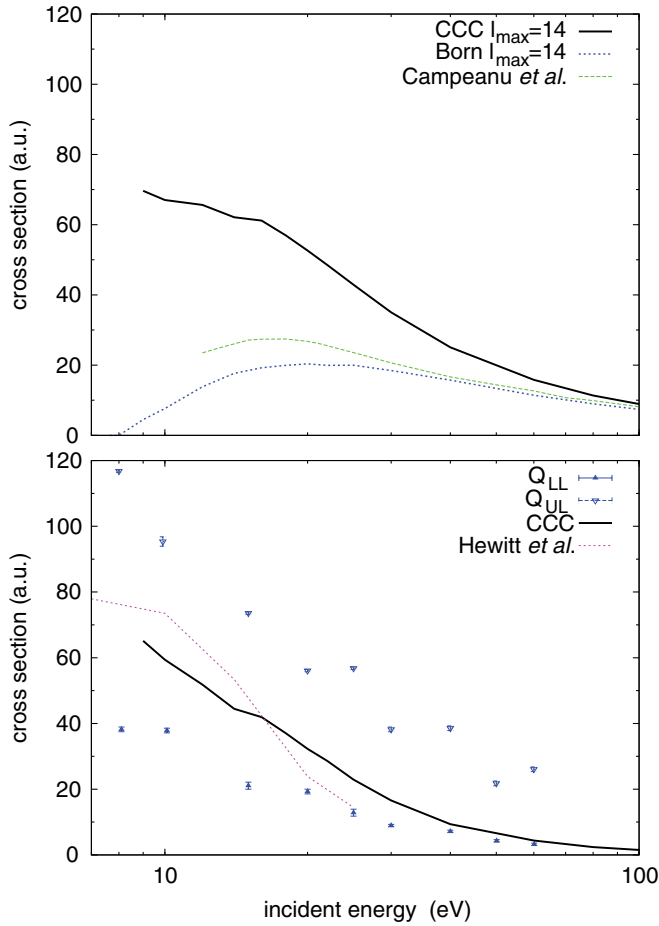 120
100
80
60
40
20
0
cross section (a.u.)
CCC l_max=14
Born l_max=14
Campeanu et al.
120
100
80
60
40
20
0
cross section (a.u.)
Q_LL
Q_UL
CCC
Hewitt et al.
10
100
incident energy (eV)